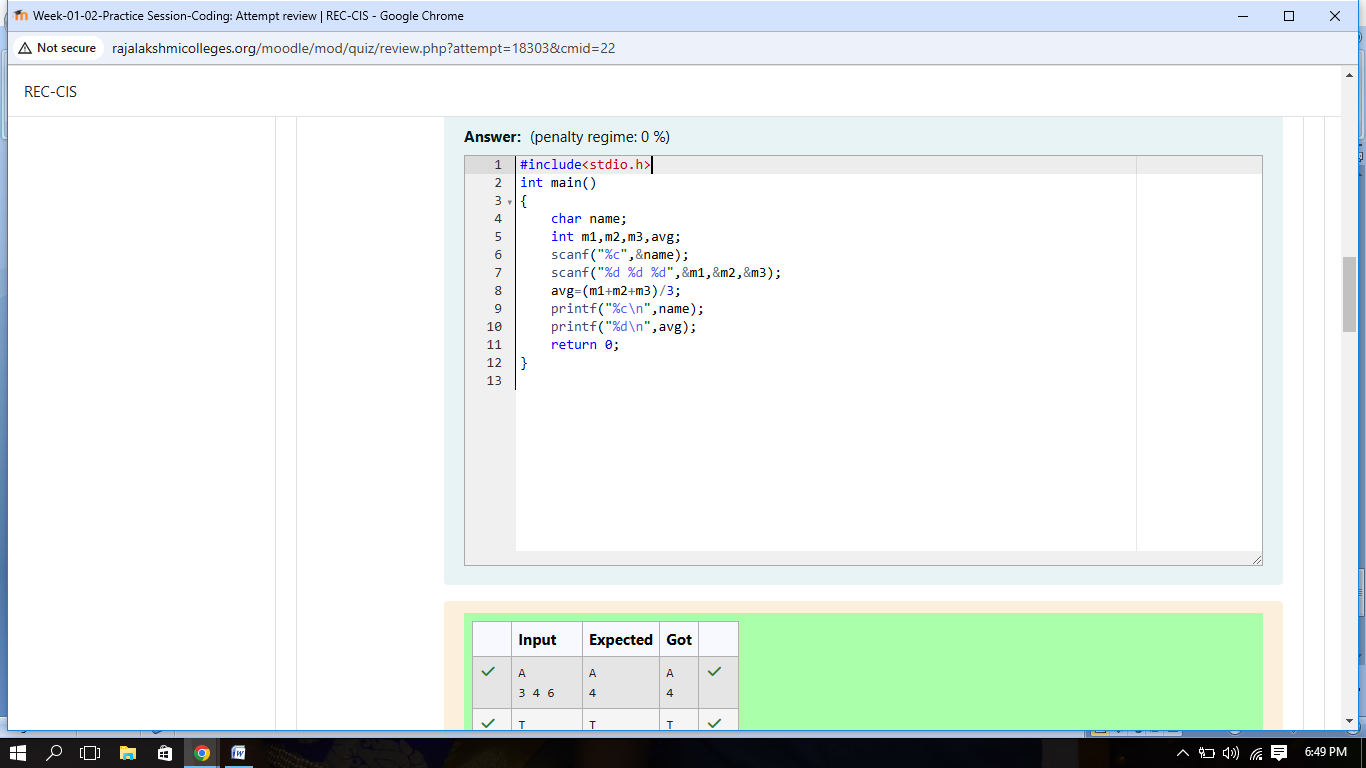 Week-01-02-Practice Session-Coding: Attempt review | REC-CIS - Google Chrome
Not secure rajalakshmicolleges.org/moodle/mod/quiz/review.php?attempt=18303&cmid=22
REC-CIS
Answer: (penalty regime: 0 %)
1 #include<stdio.h>
2 int main()
3 {
4 char name;
5 int m1,m2,m3,avg;
6 scanf("%c",&name);
7 scanf("%d %d %d",&m1,&m2,&m3);
8 avg=(m1+m2+m3)/3;
9 printf("%c\n",name);
10 printf("%d\n",avg);
11 return 0;
12 }
13
Input Expected Got
A A A
3 4 6 4 4
T T T
6:49 PM